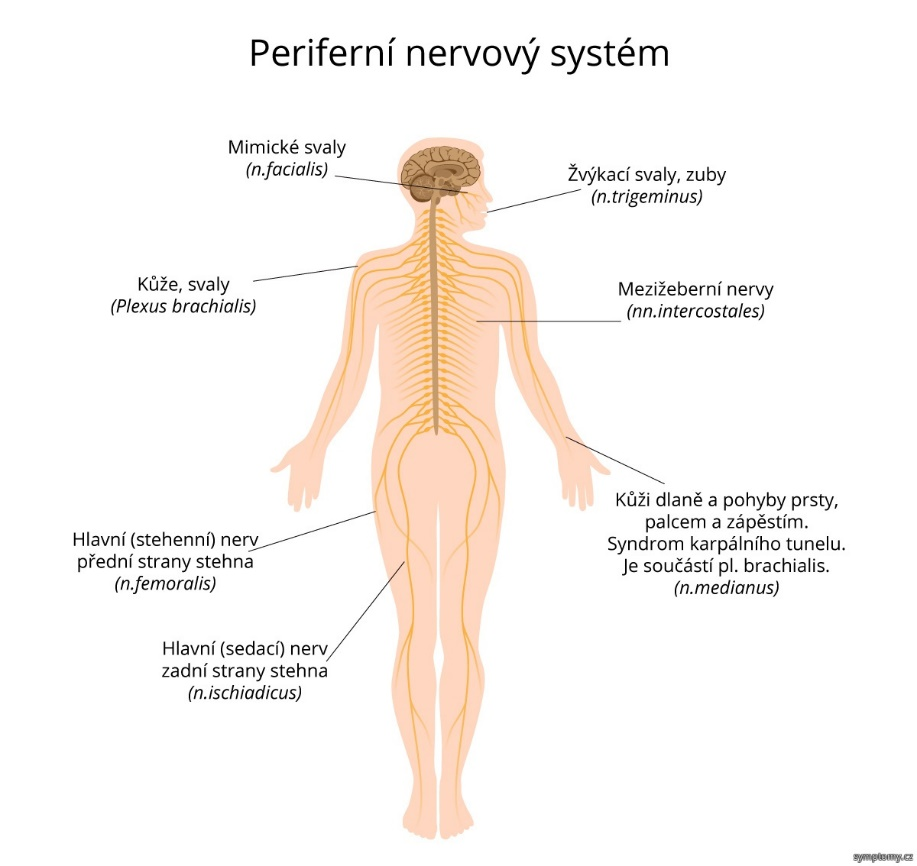 Periferní nervový systém
Mimické svaly
(n.facialis)
Žvýkací svaly, zuby
(n.trigeminus)
Kůže, svaly
(Plexus brachialis)
Mezižeberní nervy
(nn.intercostales)
Kůži dlaně a pohyby prsty,
palcem a zápěstím.
Syndrom karpálního tunelu.
Je součástí pl. brachialis.
(n.medianus)
Hlavní (stehenní) nerv
přední strany stehna
(n.femoralis)
Hlavní (sedací) nerv
zadní strany stehna
(n.ischiadicus)
symptomy.cz